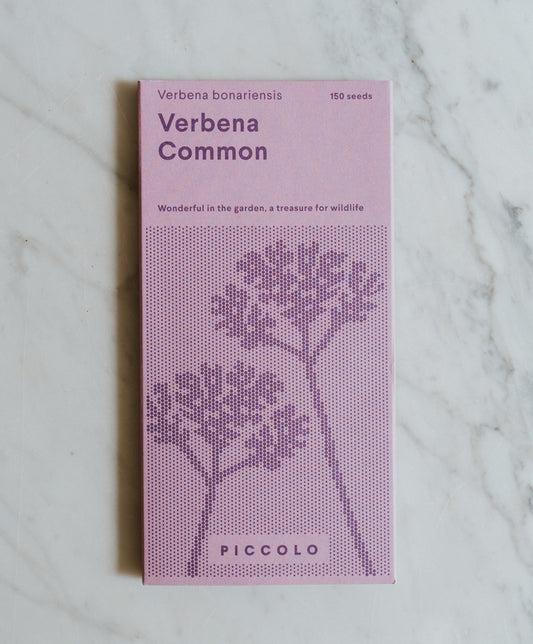 Verbena bonariensis
150 seeds
Verbena
Common
Wonderful in the garden, a treasure for wildlife
PICCOLO